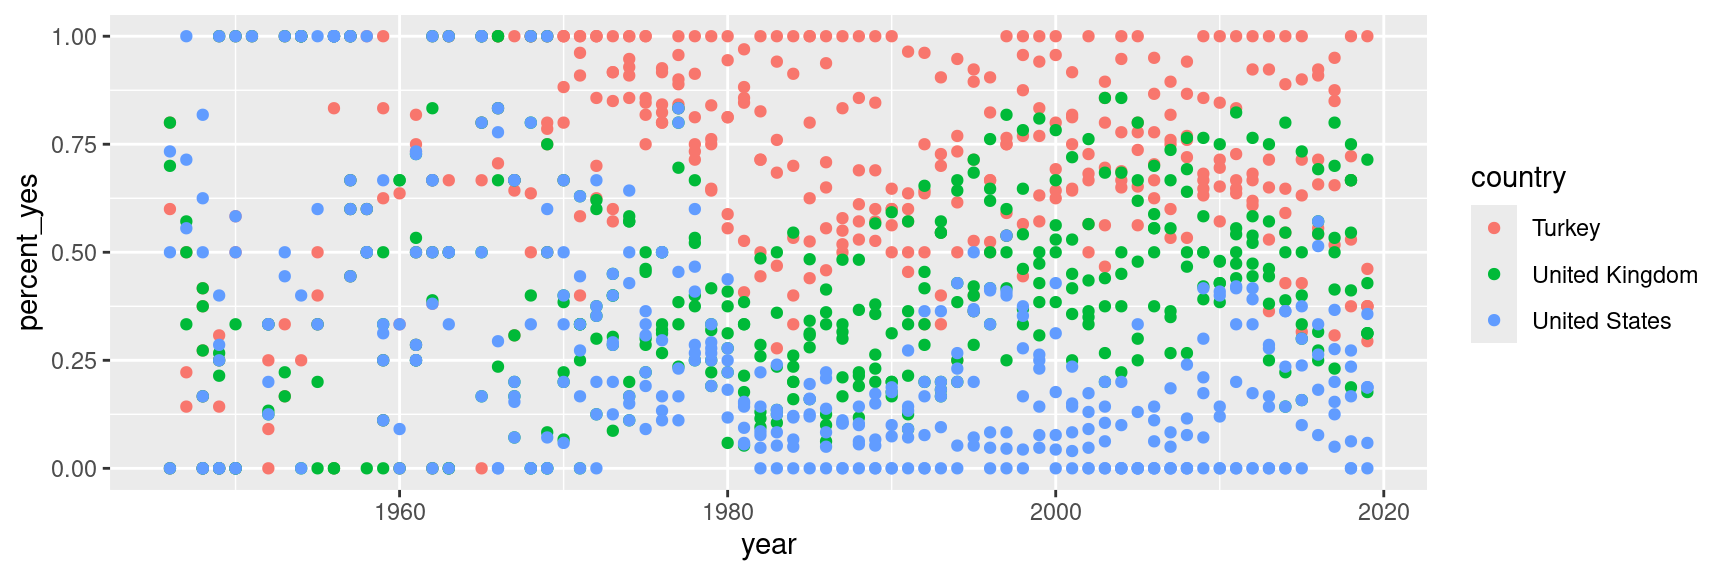 1.00
0.75
0.50
0.25
0.00
percent_yes
1960
1980
2000
2020
year
country
Turkey
United Kingdom
United States